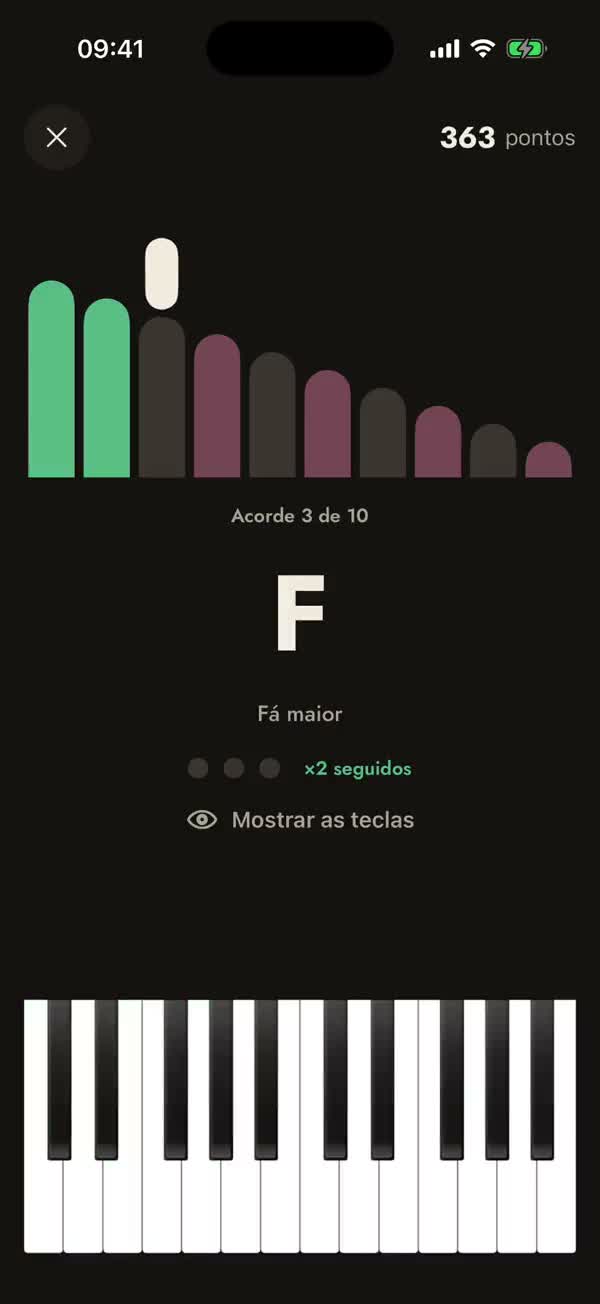 09:41
363 pontos
Acorde 3 de 10
F
Fá maior
×2 seguidos
Mostrar as teclas